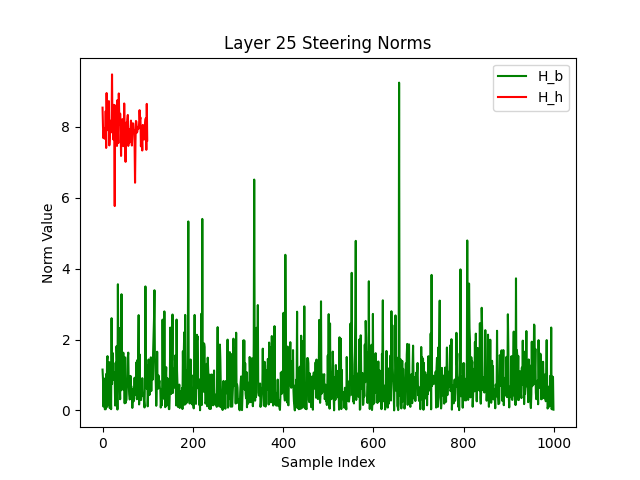 Layer 25 Steering Norms
H_b
H_h
Norm Value
8
6
4
2
0
0 200 400 600 800 1000
Sample Index